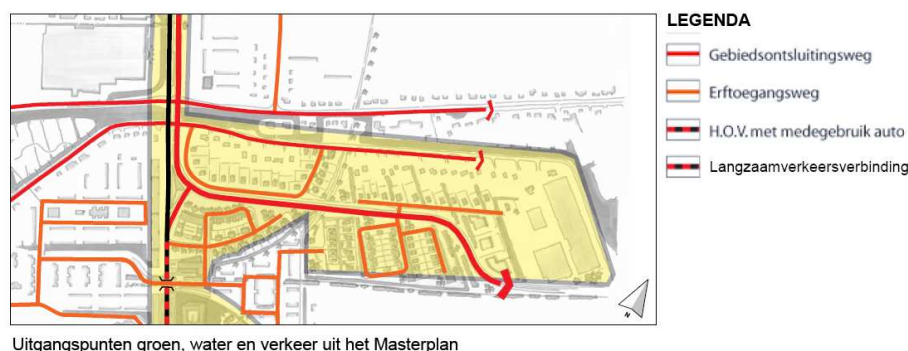 LEGENDA
Gebiedsontsluitingsweg
Erftoegangsweg
H.O.V. met medegebruik auto
Langzaamverkeersverbinding
N
Uitgangspunten groen, water en verkeer uit het Masterplan